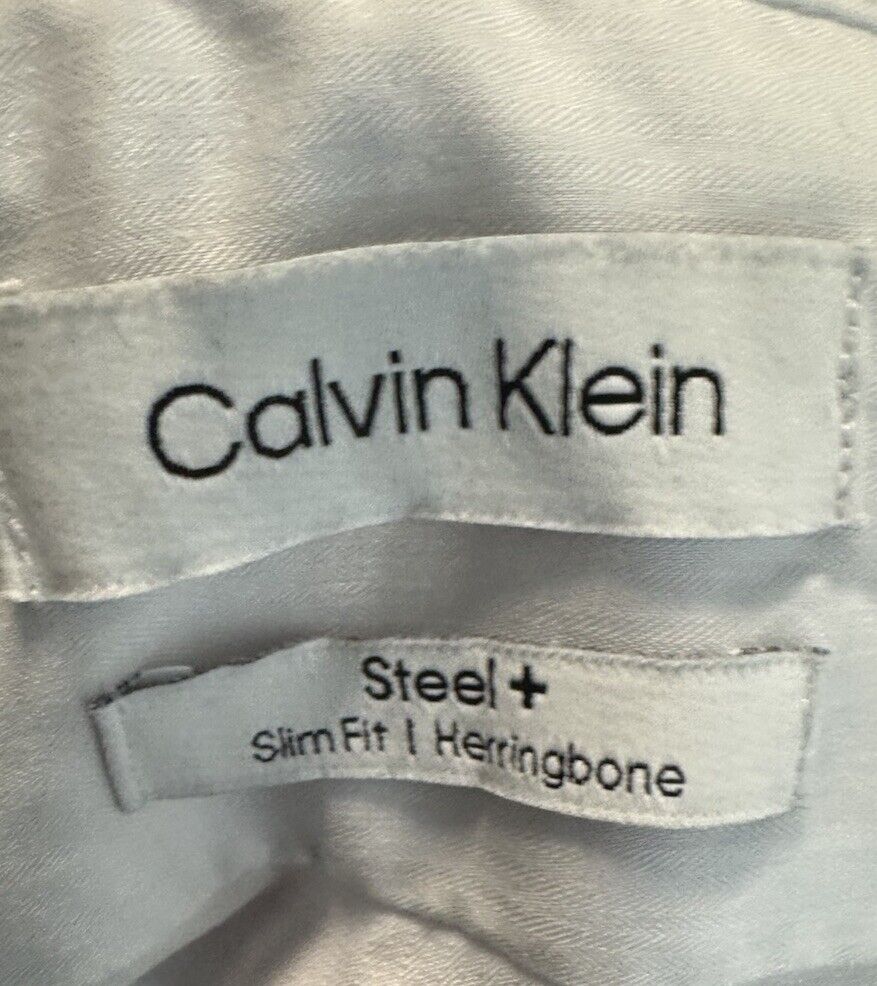 Calvin Klein
Steel +
Slim Fit | Herringbone